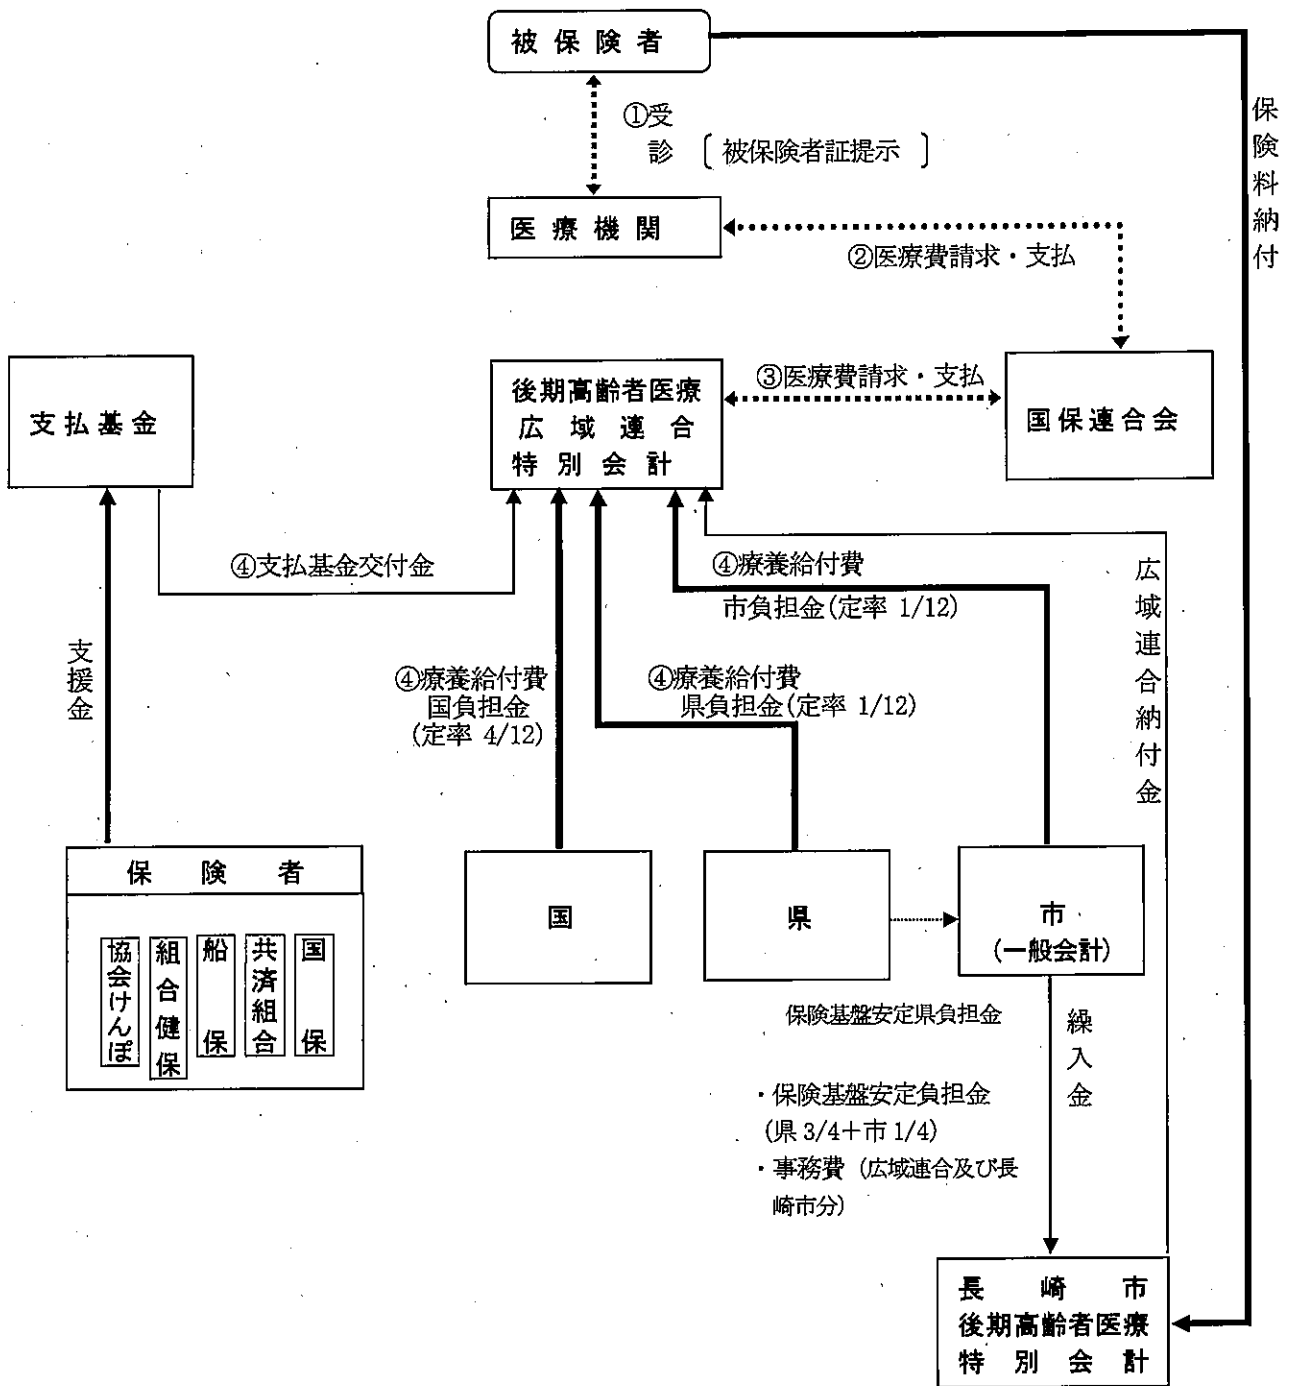 被保険者
①受
診 〔 被保険者証提示 〕
保険料納付
医療機関
②医療費請求・支払
支払基金
後期高齢者医療
広域連合
特別会計
③医療費請求・支払
国保連合会
④支払基金交付金
④療養給付費
市負担金(定率 1/12)
広域連合納付金
支援金
④療養給付費
国負担金
(定率 4/12)
④療養給付費
県負担金(定率 1/12)
保険者
協会けんぽ
組合健保
船保
共済組合
国保
国
県
市
(一般会計)
保険基盤安定県負担金
繰入金
・保険基盤安定負担金
(県 3/4＋市 1/4)
・事務費（広域連合及び長
崎市分）
長崎市
後期高齢者医療
特別会計